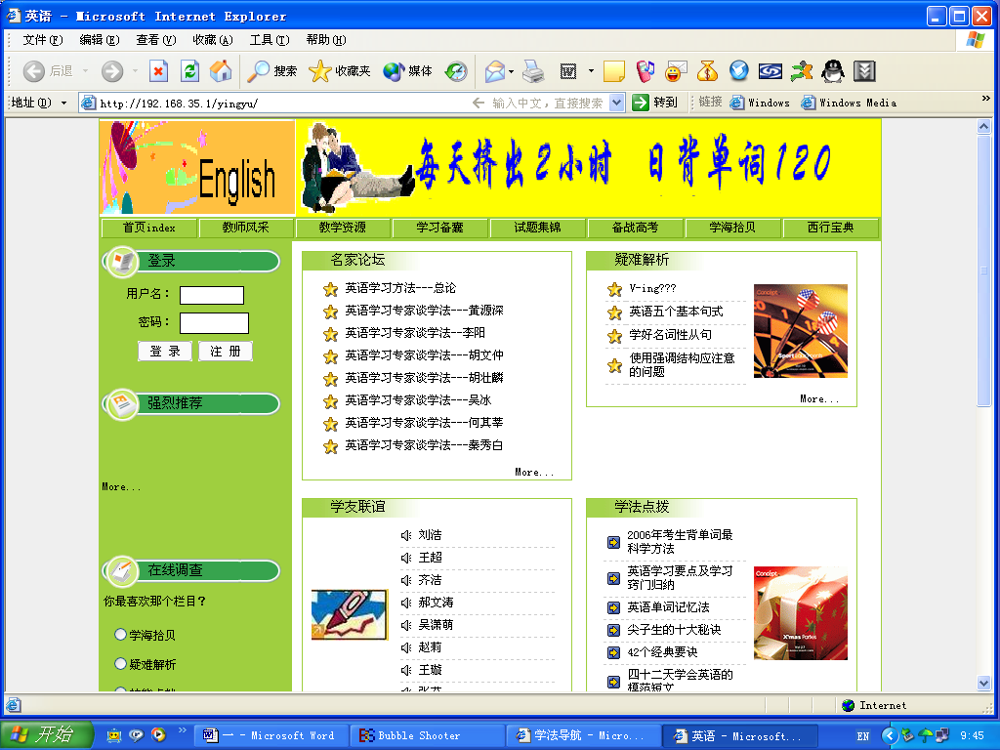 英语 - Microsoft Internet Explorer
文件(F) 编辑(E) 查看(V) 收藏(A) 工具(T) 帮助(H)
后退 搜索 收藏夹 媒体
地址(D) http://192.168.35.1/yingyu/ 输入中文，直接搜索 转到 链接 Windows Windows Media
English
每天挤出2小时 日背单词120
首页index 教师风采 教学资源 学习备囊 试题集锦 备战高考 学海拾贝 西行宝典
登录
用户名：
密码：
登 录 注 册
强烈推荐
More...
在线调查
你最喜欢那个栏目？
学海拾贝
疑难解析
名家论坛
英语学习方法---总论
英语学习专家谈学法---黄源深
英语学习专家谈学法--李阳
英语学习专家谈学法---胡文仲
英语学习专家谈学法---胡壮麟
英语学习专家谈学法---吴冰
英语学习专家谈学法---何其莘
英语学习专家谈学法---秦秀白
More...
疑难解析
V-ing???
英语五个基本句式
学好名词性从句
使用强调结构应注意
的问题
Concept
More...
学友联谊
刘浩
王超
齐洁
郝文涛
吴潇萌
赵莉
王璇
学法点拨
2006年考生背单词最
科学方法
英语学习要点及学习
窍门归纳
英语单词记忆法
尖子生的十大秘诀
42个经典要诀
四十二天学会英语的
模范短文
Concept
X'mas Parties
Internet
开始
一 - Microsoft Word
Bubble Shooter
学法导航 - Micro...
英语 - Microsoft...
EN
9:45